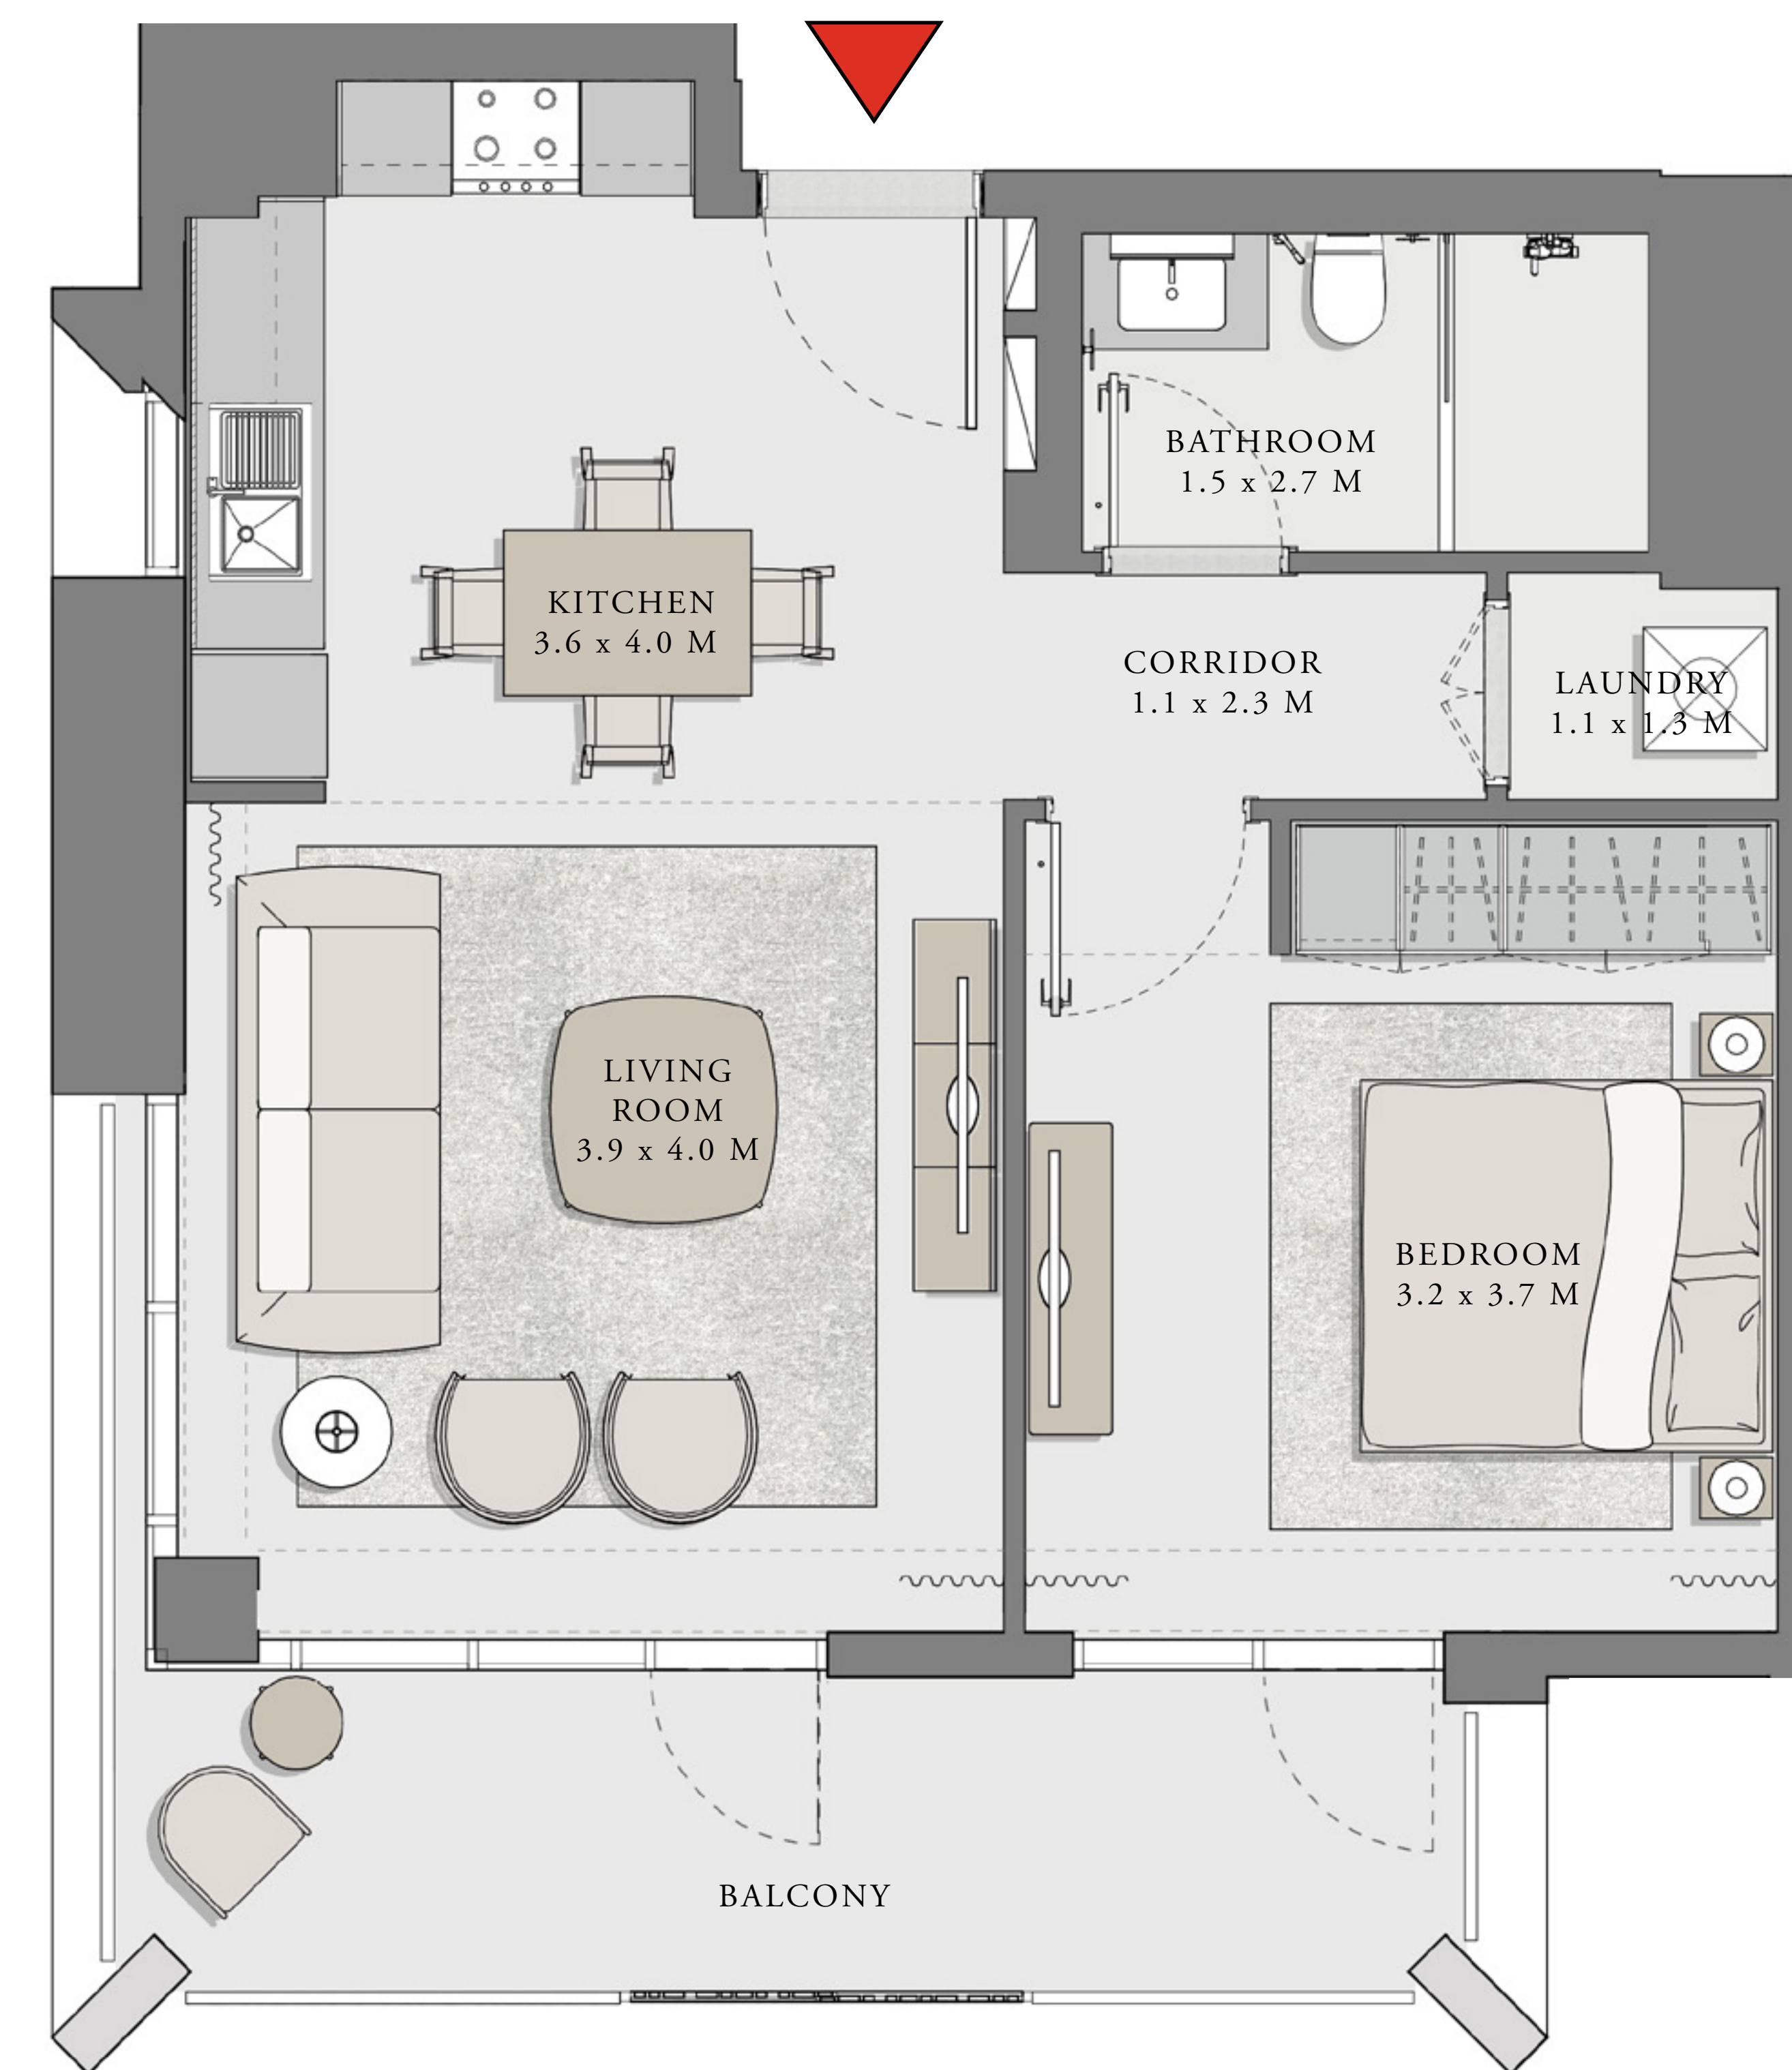 BATHROOM
1.5 x 2.7 M
KITCHEN
3.6 x 4.0 M
CORRIDOR
1.1 x 2.3 M
LAUNDRY
1.1 x 1.3 M
LIVING
ROOM
3.9 x 4.0 M
BEDROOM
3.2 x 3.7 M
BALCONY